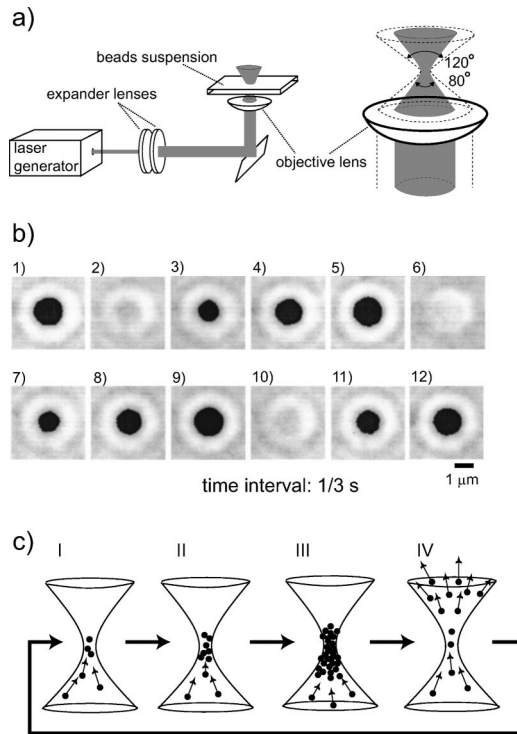 a)
beads suspension
expander lenses
laser
generator
objective lens
120°
80°
b)
1) 2) 3) 4) 5) 6)
7) 8) 9) 10) 11) 12)
time interval: 1/3 s
1 μm
c)
I II III IV